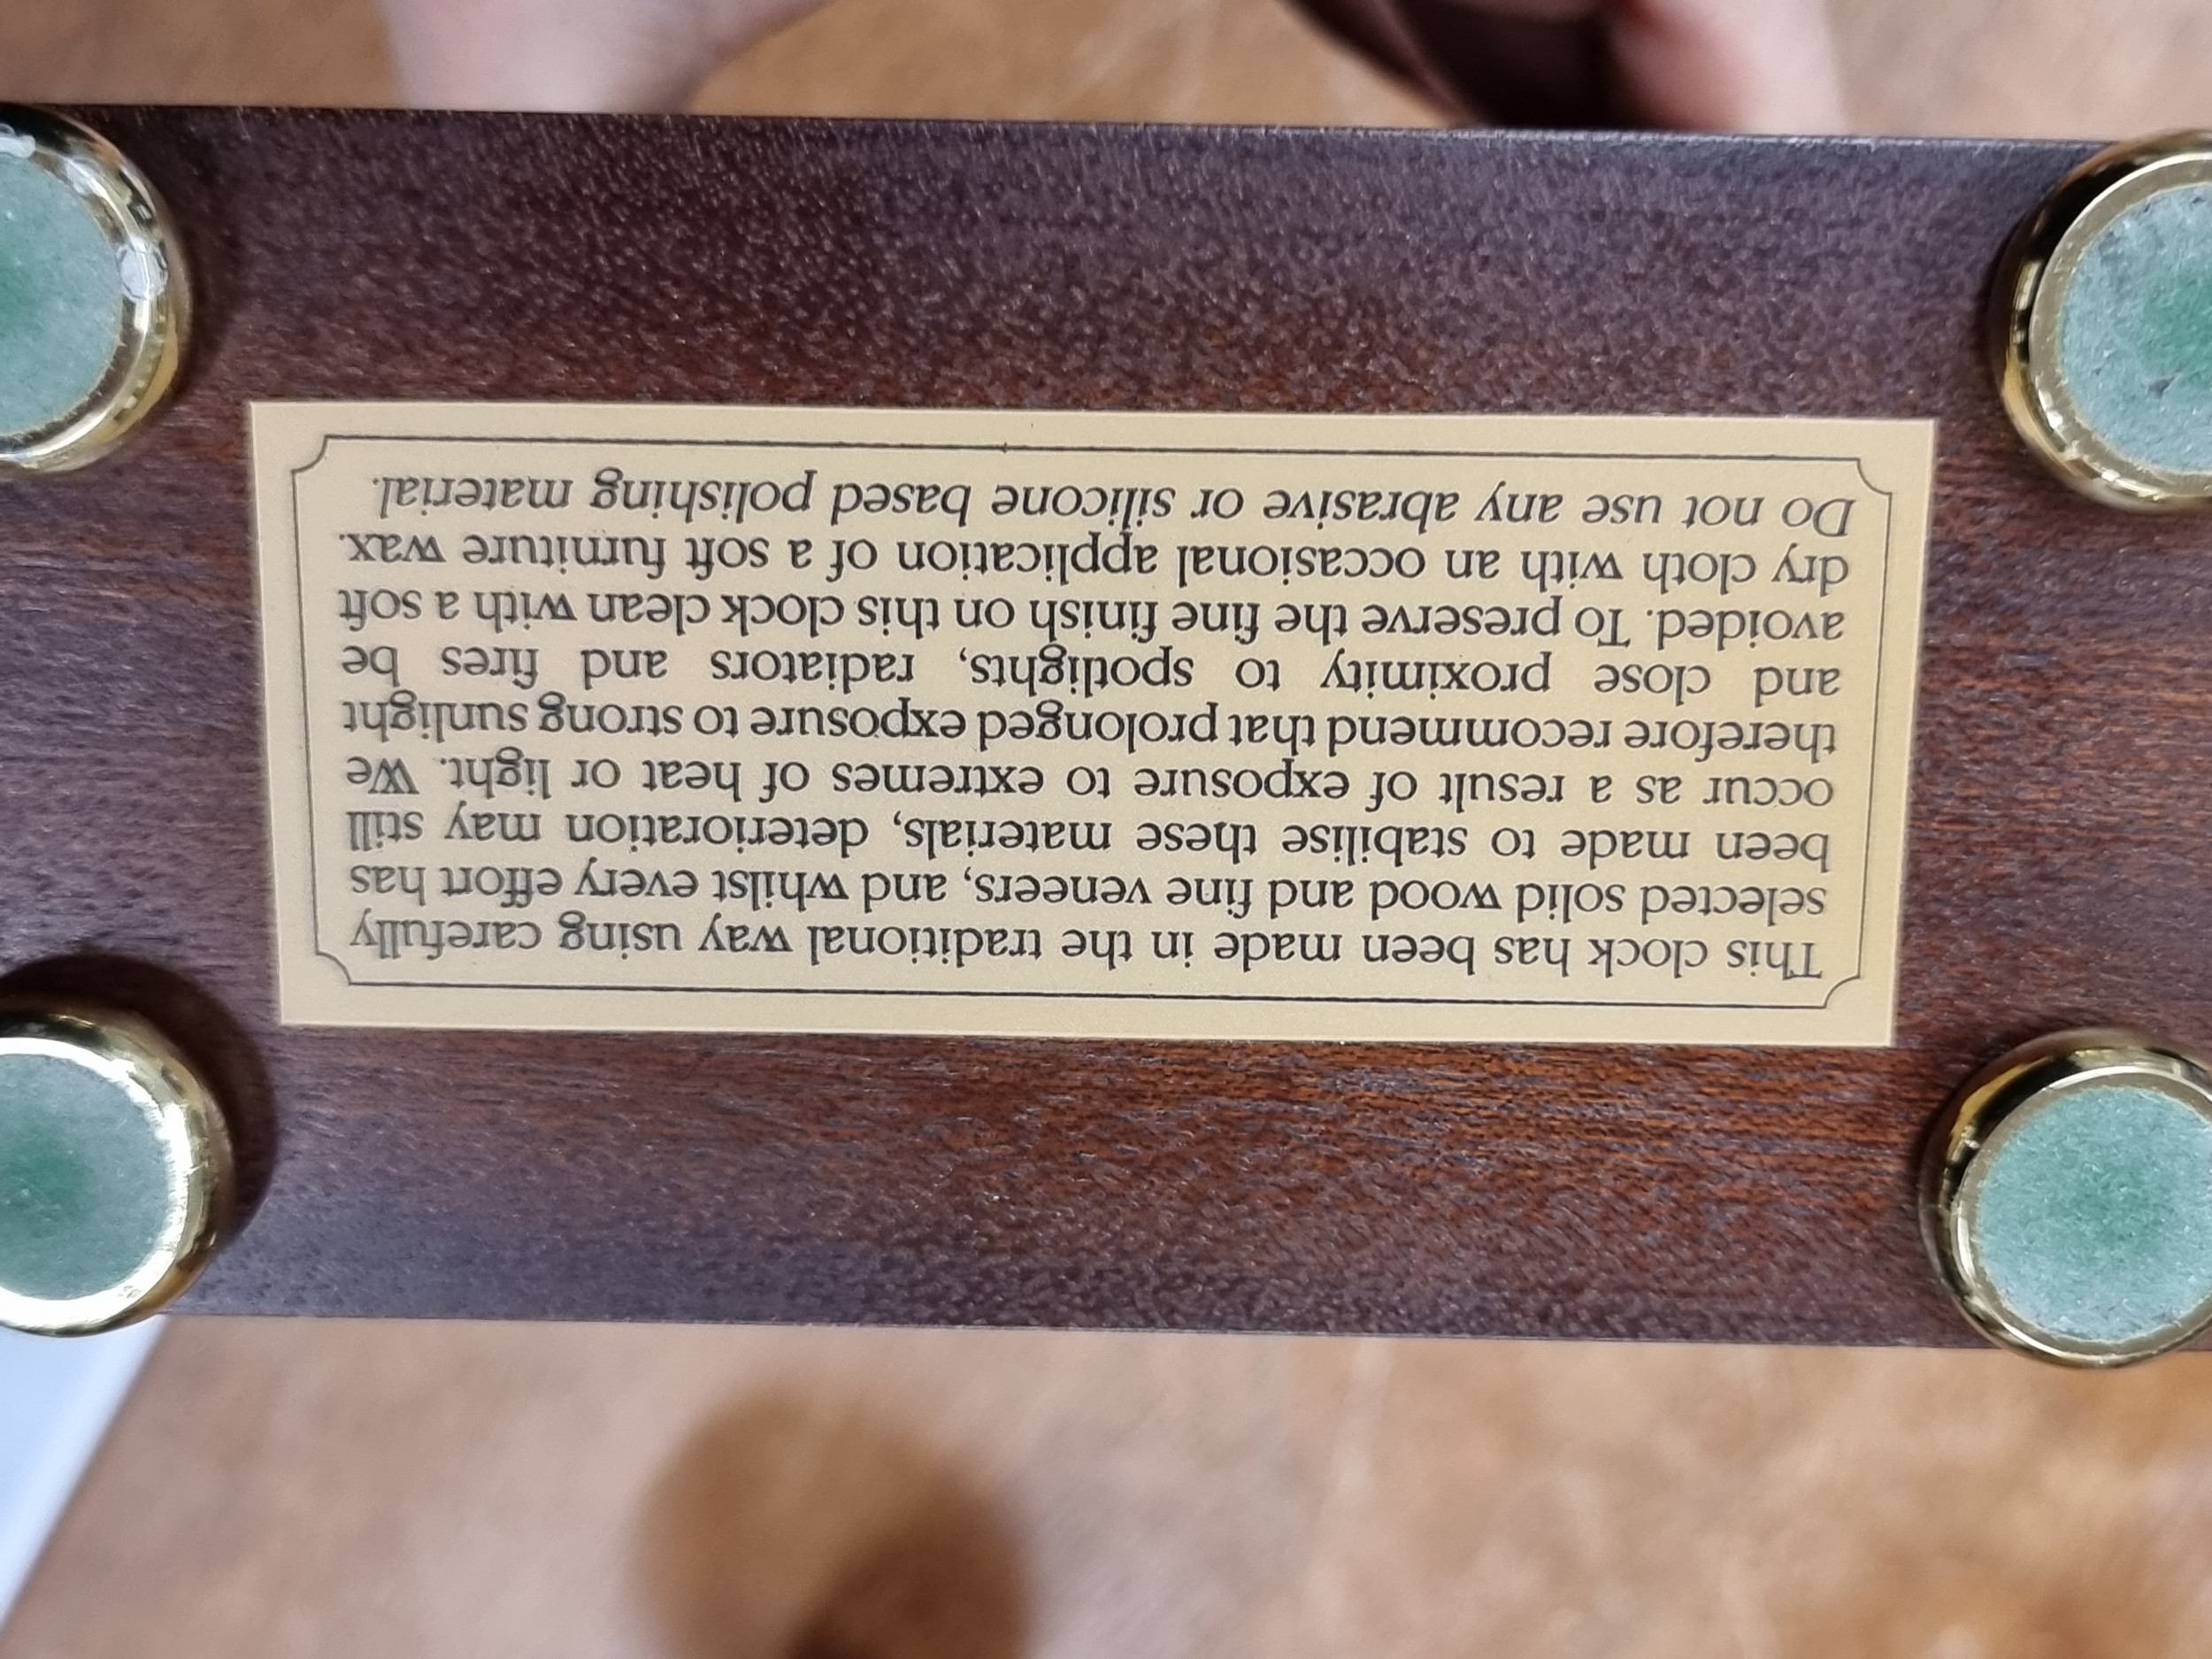 This clock has been made in the traditional way using carefully
selected solid wood and fine veneers, and whilst every effort has
been made to stabilise these materials, deterioration may still
occur as a result of exposure to extremes of heat or light. We
therefore recommend that prolonged exposure to strong sunlight
and close proximity to spotlights, radiators and fires be
avoided. To preserve the fine finish on this clock clean with a soft
dry cloth with an occasional application of a soft furniture wax.
Do not use any abrasive or silicone based polishing material.